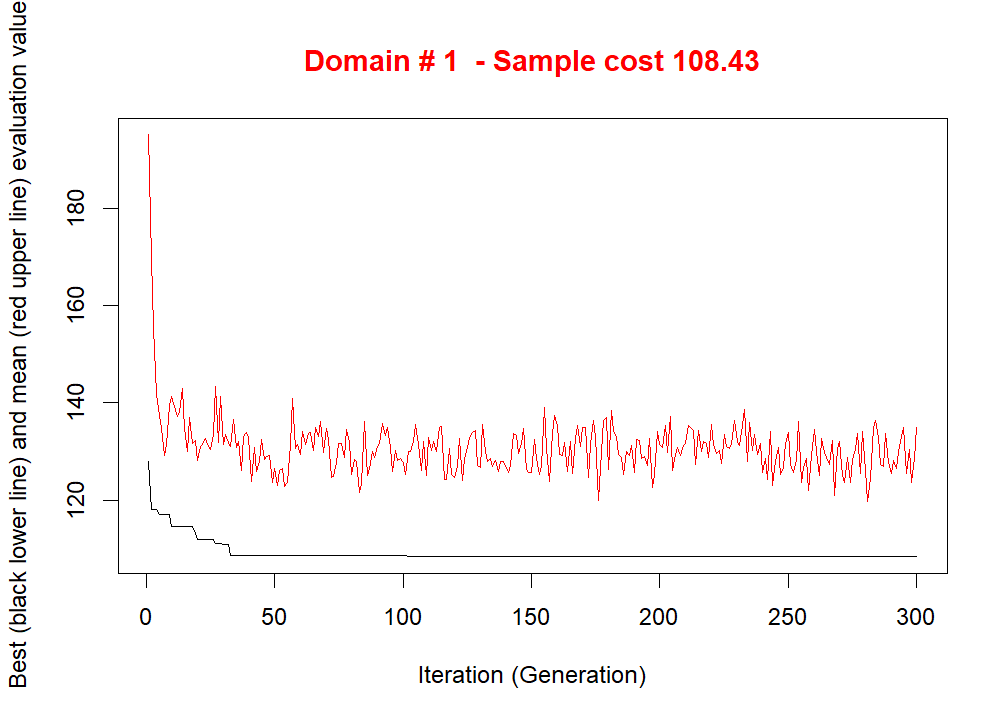 Domain # 1  - Sample cost 108.43
Best (black lower line) and mean (red upper line) evaluation value
180
160
140
120
0 50 100 150 200 250 300
Iteration (Generation)